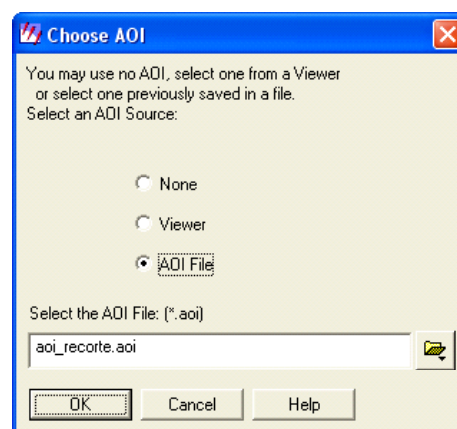 Choose AOI
You may use no AOI, select one from a Viewer
or select one previously saved in a file.
Select an AOI Source:
None
Viewer
AOI File
Select the AOI File: (*.aoi)
aoi_recorte.aoi
OK Cancel Help